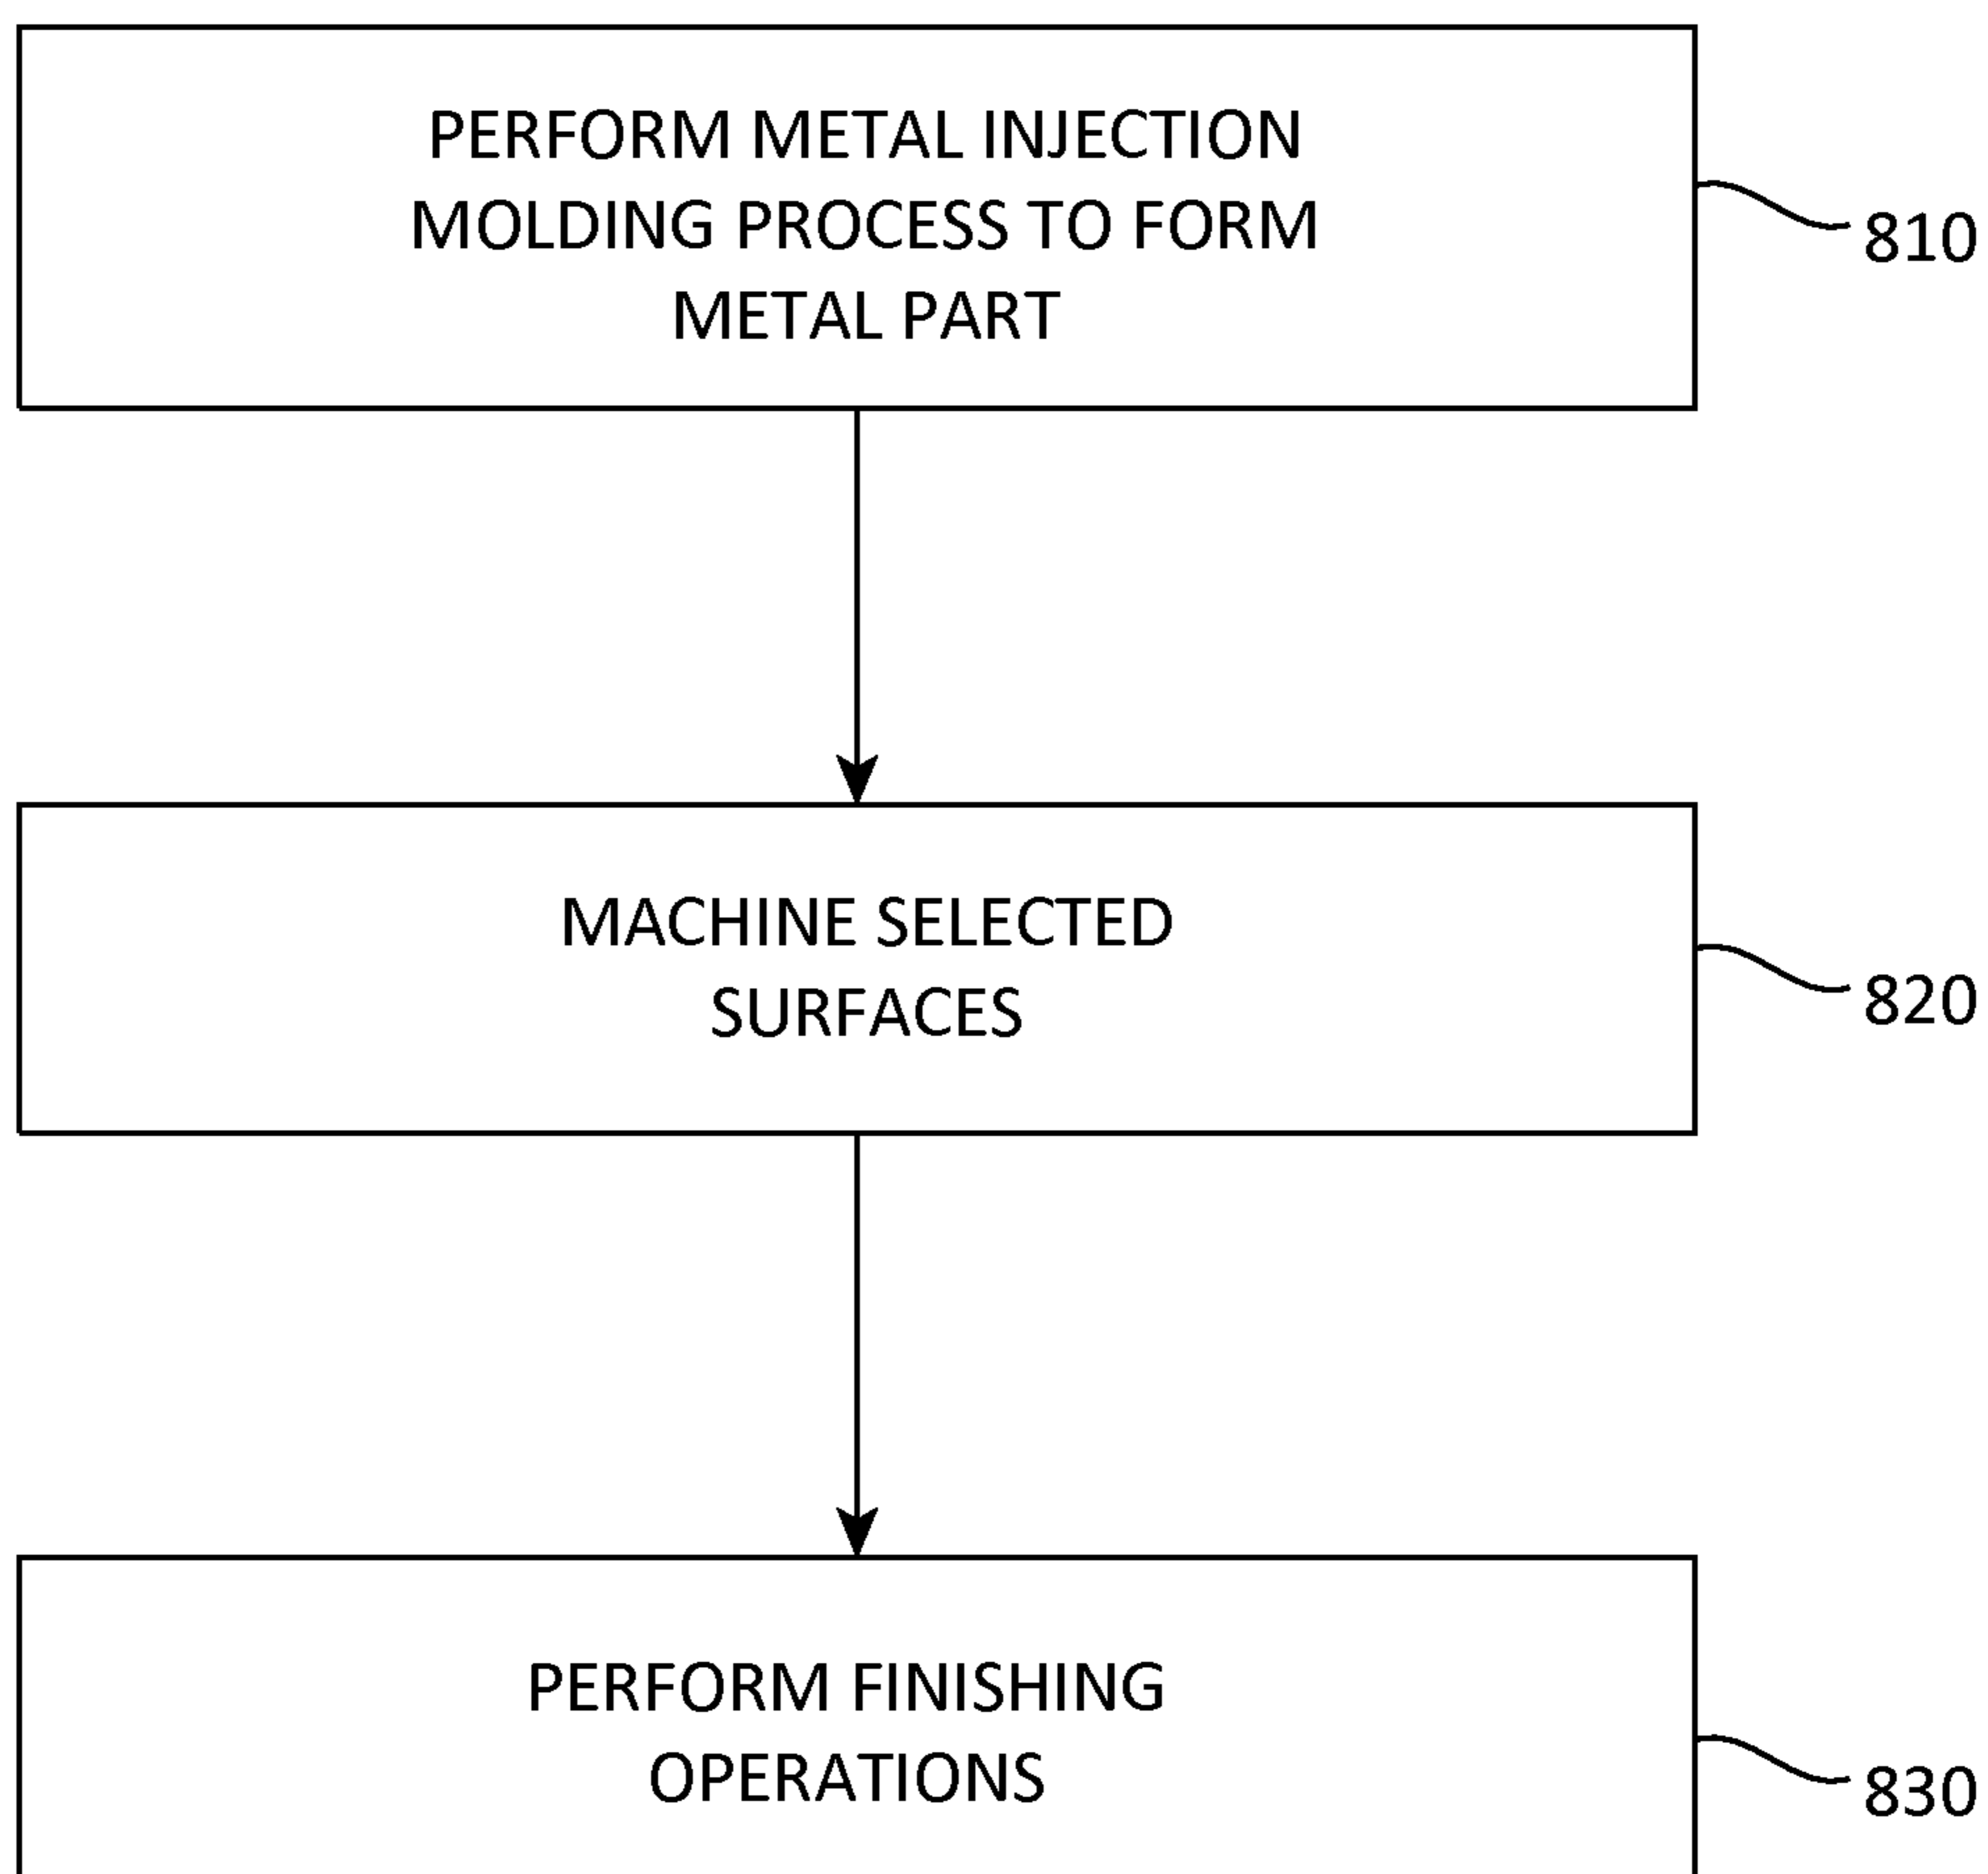 PERFORM METAL INJECTION
MOLDING PROCESS TO FORM
METAL PART
810
MACHINE SELECTED
SURFACES
820
PERFORM FINISHING
OPERATIONS
830